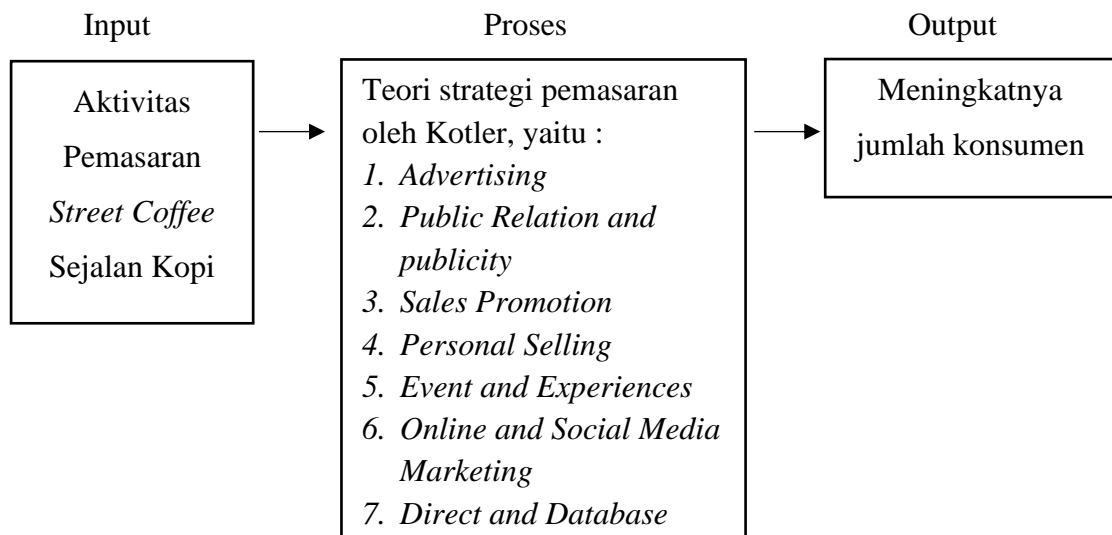 Input
Proses
Output
Aktivitas
Pemasaran
Street Coffee
Sejalan Kopi
Teori strategi pemasaran
oleh Kotler, yaitu :
1. Advertising
2. Public Relation and
publicity
3. Sales Promotion
4. Personal Selling
5. Event and Experiences
6. Online and Social Media
Marketing
7. Direct and Database
Meningkatnya
jumlah konsumen